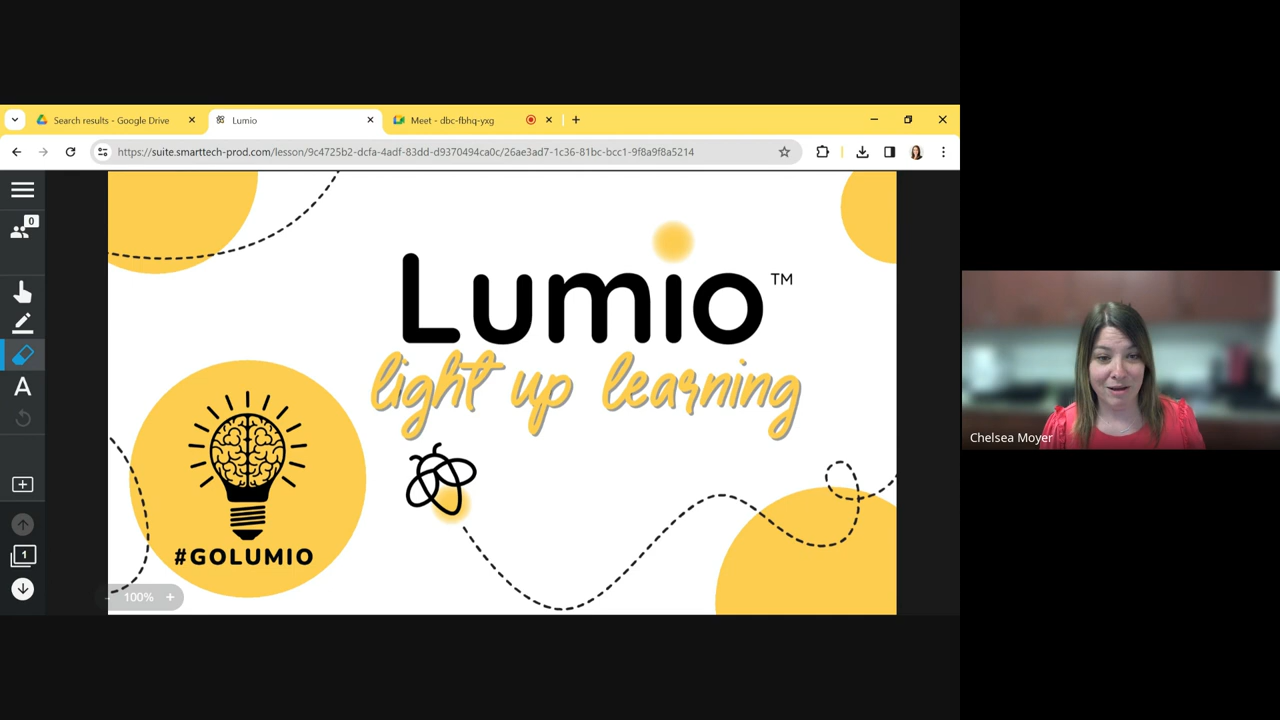 Search results - Google Drive
Lumio
Meet - dbc-fbhq-yxg
https://suite.smarttech-prod.com/lesson/9c4725b2-dcfa-4adf-83dd-d9370494ca0c/26ae3ad7-1c36-81bc-bcc1-9f8a9f8a5214
0
Lumio™
light up learning
A
#GOLUMIO
Chelsea Moyer
1
- 100% +